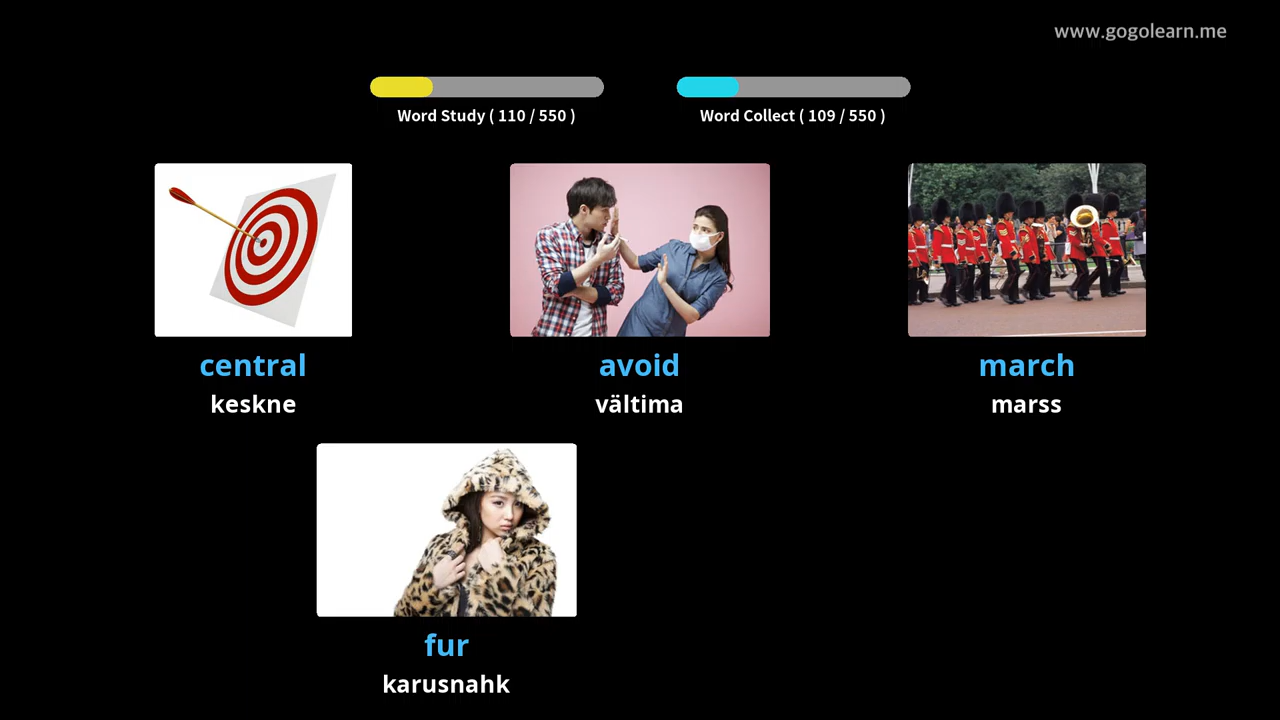 www.gogolearn.me
Word Study ( 110 / 550 )
Word Collect ( 109 / 550 )
central
keskne
avoid
vältima
march
marss
fur
karusnahk